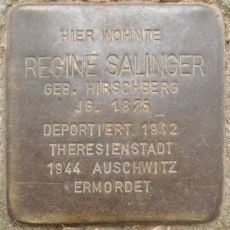 HIER WOHNTE
REGINE SALINGER
GEB. HIRSCHBERG
JG. 1875
DEPORTIERT 1942
THERESIENSTADT
1944 AUSCHWITZ
ERMORDET